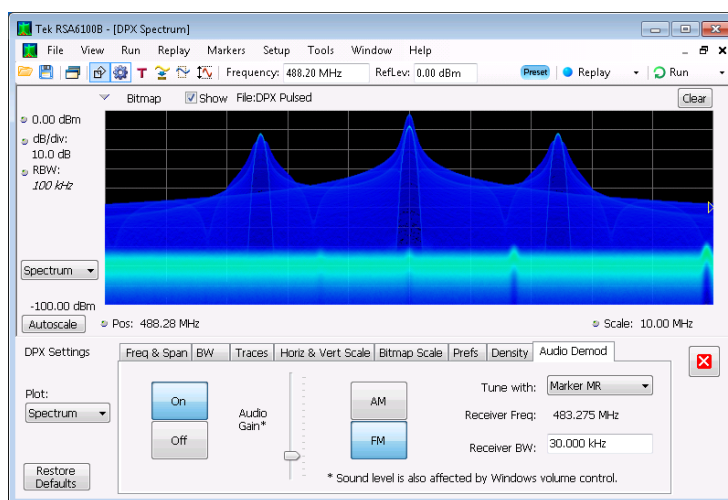 Tek RSA6100B - [DPX Spectrum]
File View Run Replay Markers Setup Tools Window Help
T Frequency: 488.20 MHz RefLev: 0.00 dBm Preset Replay Run
Bitmap Show File:DPX Pulsed Clear
0.00 dBm
dB/div:
10.0 dB
RBW:
100 kHz
Spectrum
-100.00 dBm
Autoscale Pos: 488.28 MHz Scale: 10.00 MHz
DPX Settings Freq & Span BW Traces Horiz & Vert Scale Bitmap Scale Prefs Density Audio Demod
Plot:
Spectrum
Restore
Defaults
On
Off
Audio
Gain*
AM
FM
Tune with: Marker MR
Receiver Freq: 483.275 MHz
Receiver BW: 30.000 kHz
* Sound level is also affected by Windows volume control.